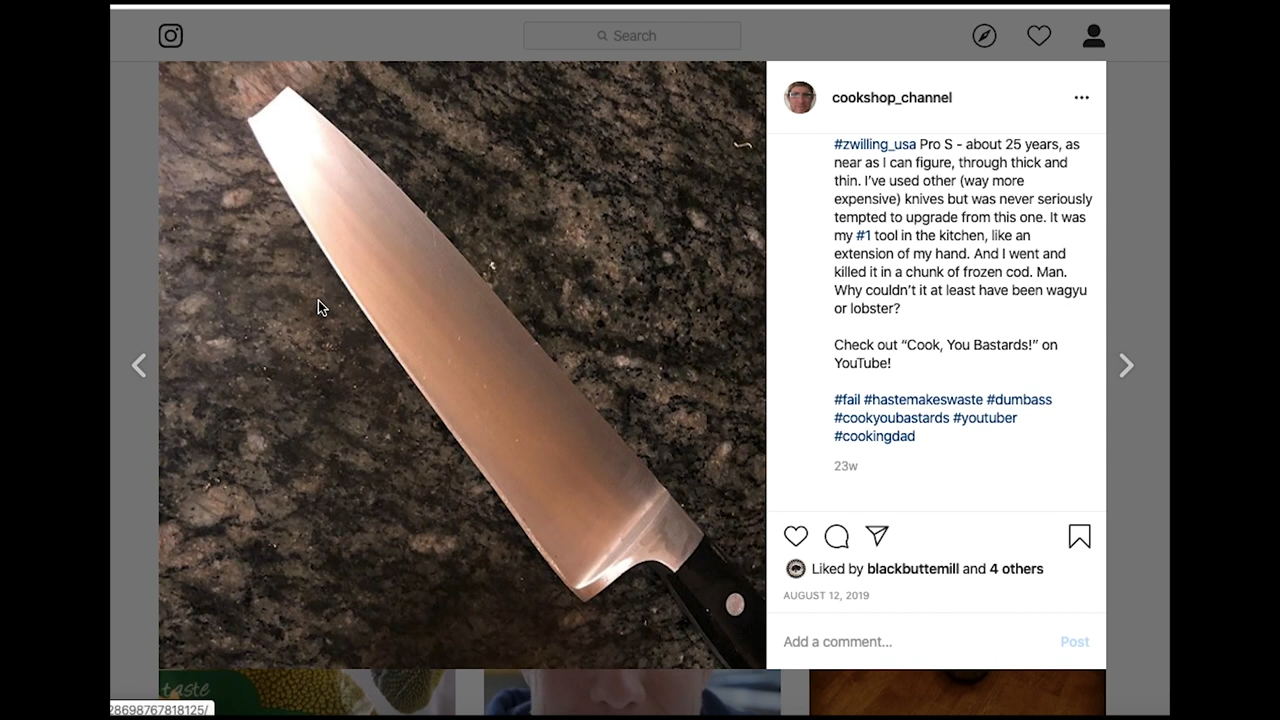 Search
cookshop_channel
#zwilling_usa Pro S - about 25 years, as
near as I can figure, through thick and
thin. I've used other (way more
expensive) knives but was never seriously
tempted to upgrade from this one. It was
my #1 tool in the kitchen, like an
extension of my hand. And I went and
killed it in a chunk of frozen cod. Man.
Why couldn't it at least have been wagyu
or lobster?
Check out “Cook, You Bastards!” on
YouTube!
#fail #hastemakeswaste #dumbass
#cookyoubastards #youtuber
#cookingdad
23w
Liked by blackbuttemill and 4 others
AUGUST 12, 2019
Add a comment... Post
taste
28698767818125/